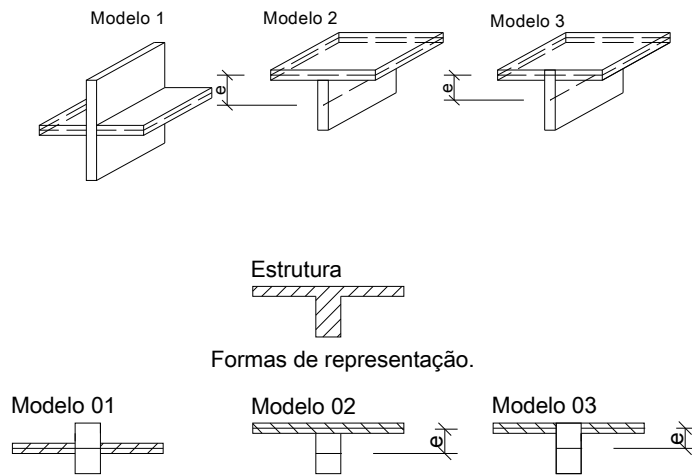 Modelo 1
Modelo 2
Modelo 3
e
e
Estrutura
Formas de representação.
Modelo 01
Modelo 02
Modelo 03
e
e